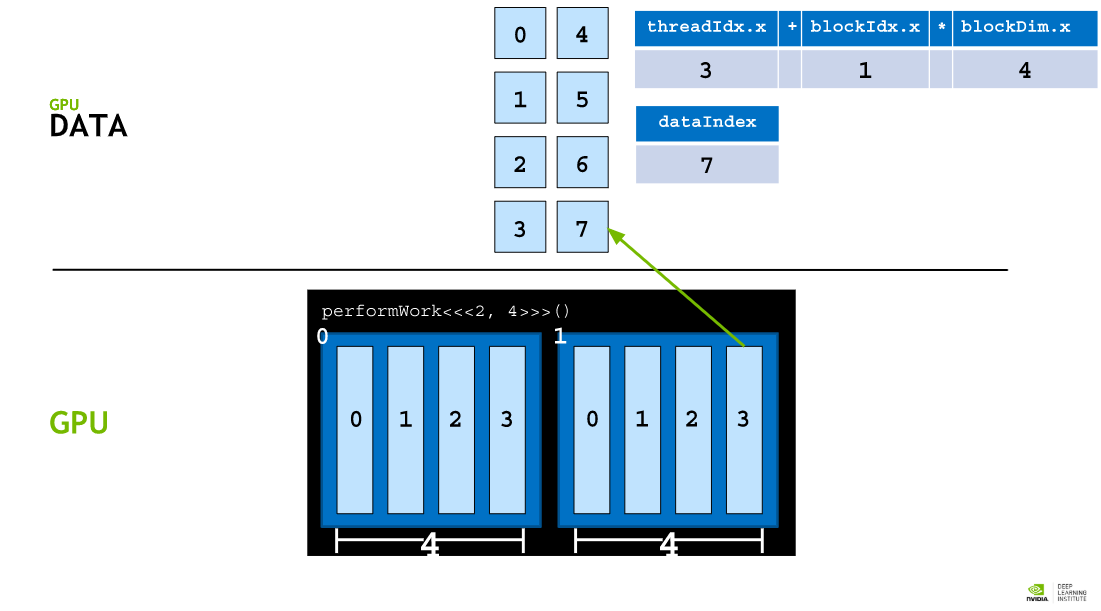 0 4
1 5
2 6
3 7
threadIdx.x + blockIdx.x * blockDim.x
3 1 4
dataIndex
7
GPU
DATA
performWork<<<2, 4>>>()
0 1
0 1 2 3 0 1 2 3
4 4
GPU
NVIDIA.
DEEP
LEARNING
INSTITUTE